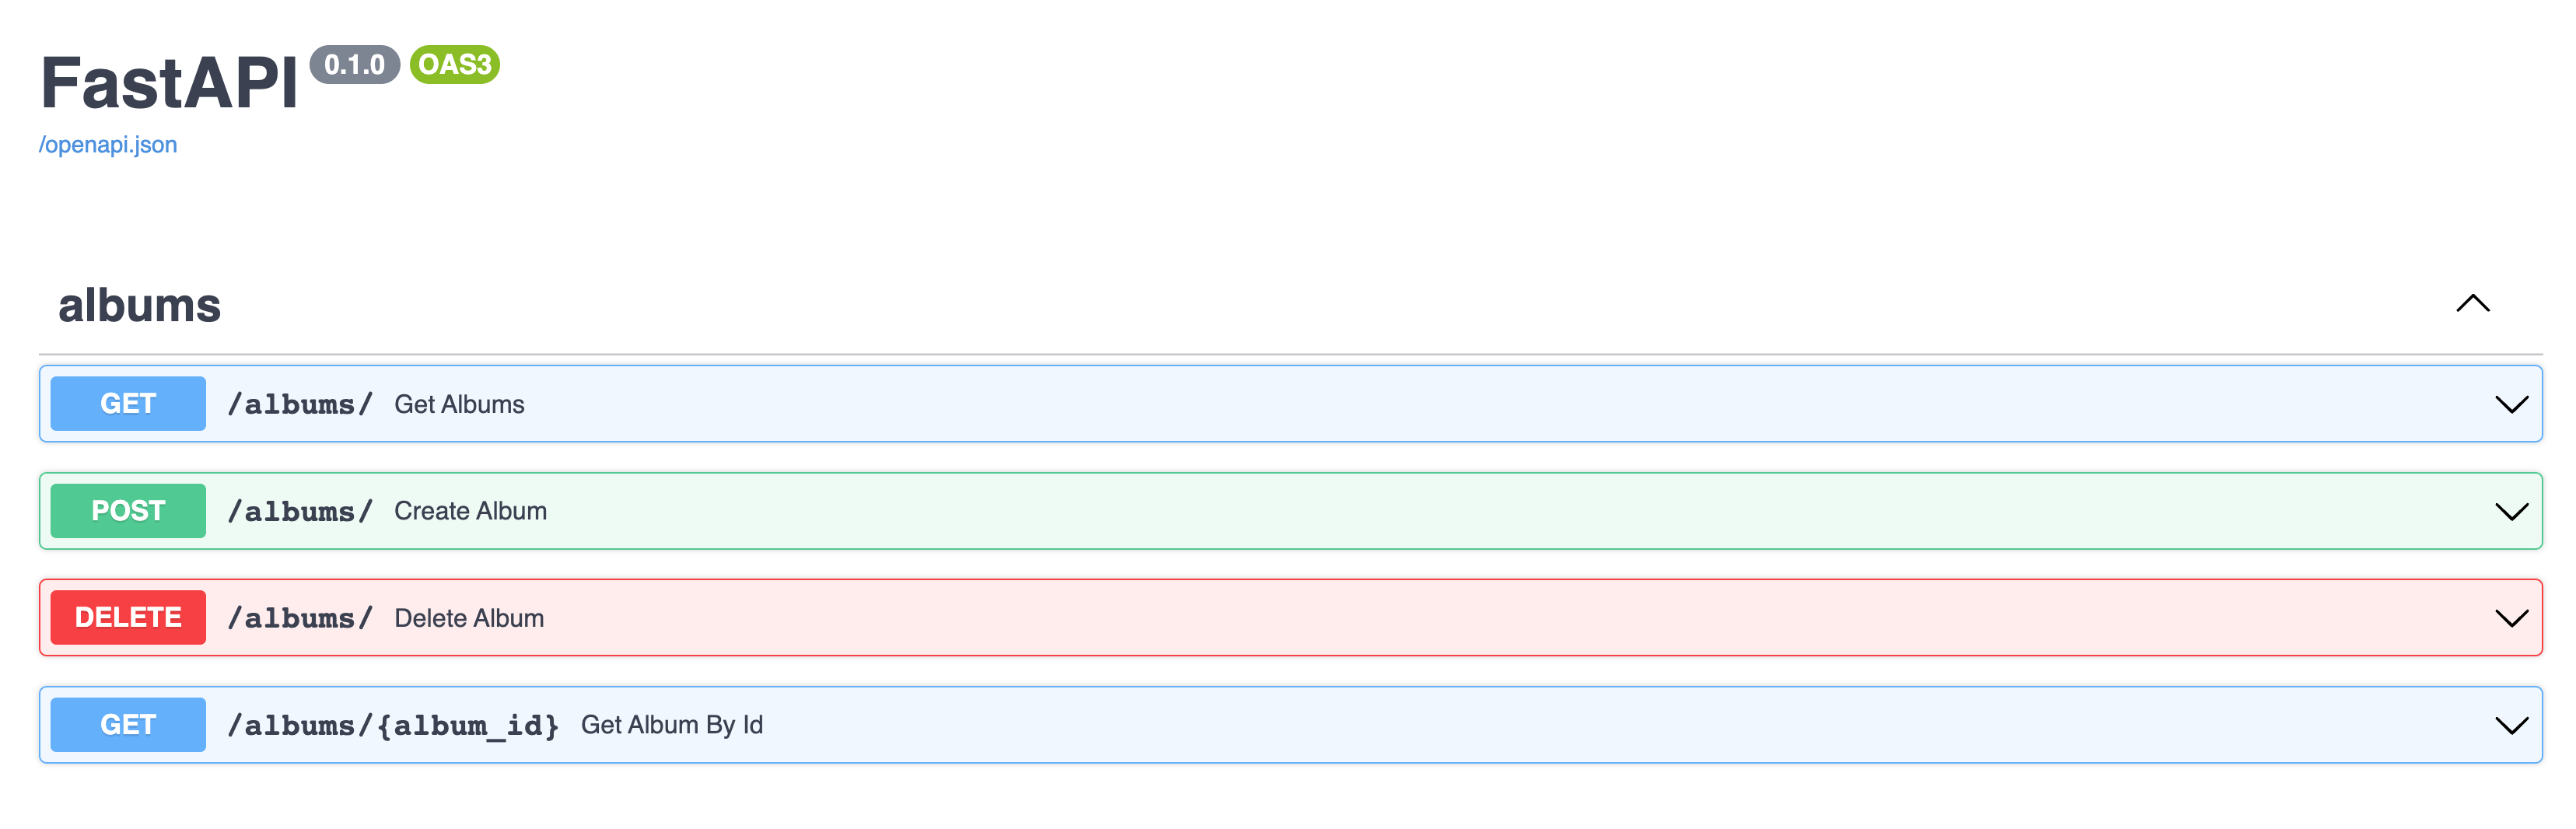 FastAPI 0.1.0 OAS3
/openapi.json
albums
GET /albums/ Get Albums
POST /albums/ Create Album
DELETE /albums/ Delete Album
GET /albums/{album_id} Get Album By Id